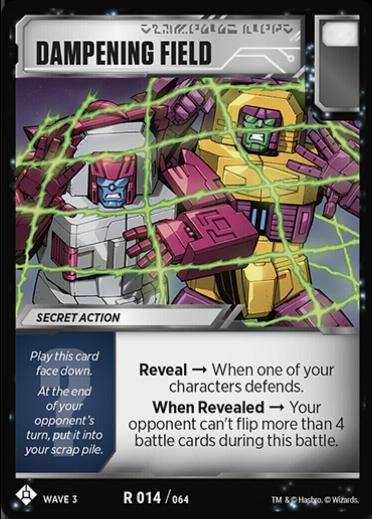 DAMPENING FIELD
SECRET ACTION
Play this card
face down.
At the end
of your
opponent's
turn, put it into
your scrap pile.
Reveal → When one of your
characters defends.
When Revealed → Your
opponent can't flip more than 4
battle cards during this battle.
WAVE 3
R 014 / 064
TM & © Hasbro. © Wizards.